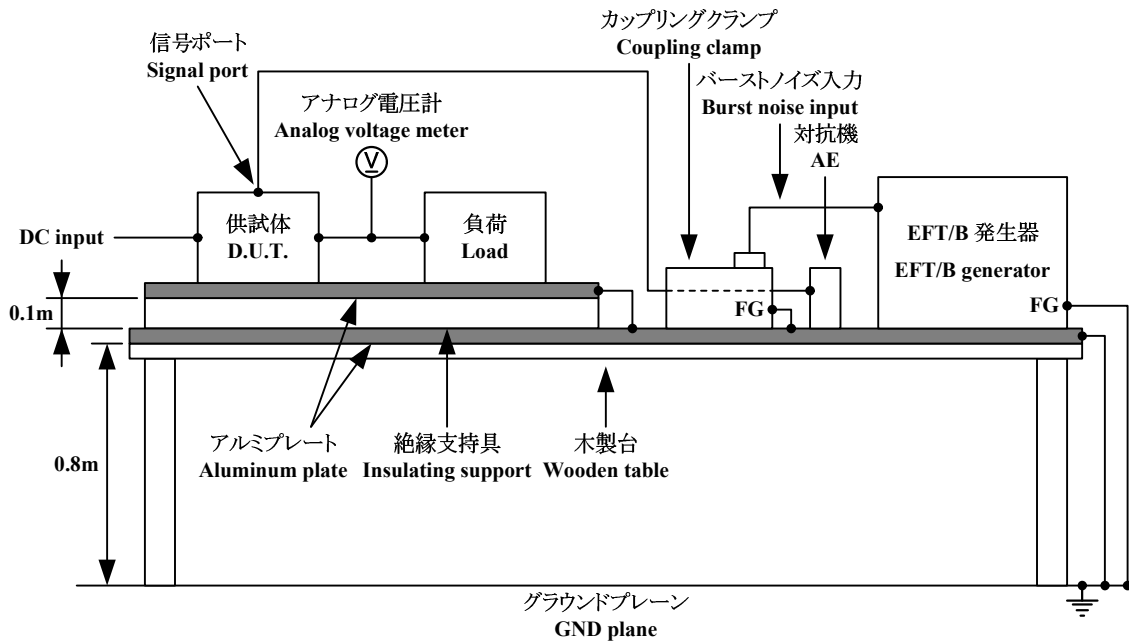 カップリングクランプ
Coupling clamp
信号ポート
Signal port
バーストノイズ入力
Burst noise input
アナログ電圧計
Analog voltage meter
対抗機
AE
V
供試体
D.U.T.
負荷
Load
DC input
EFT/B 発生器
EFT/B generator
0.1m
FG
FG
アルミプレート
Aluminum plate
絶縁支持具
Insulating support
木製台
Wooden table
0.8m
グラウンドプレーン
GND plane